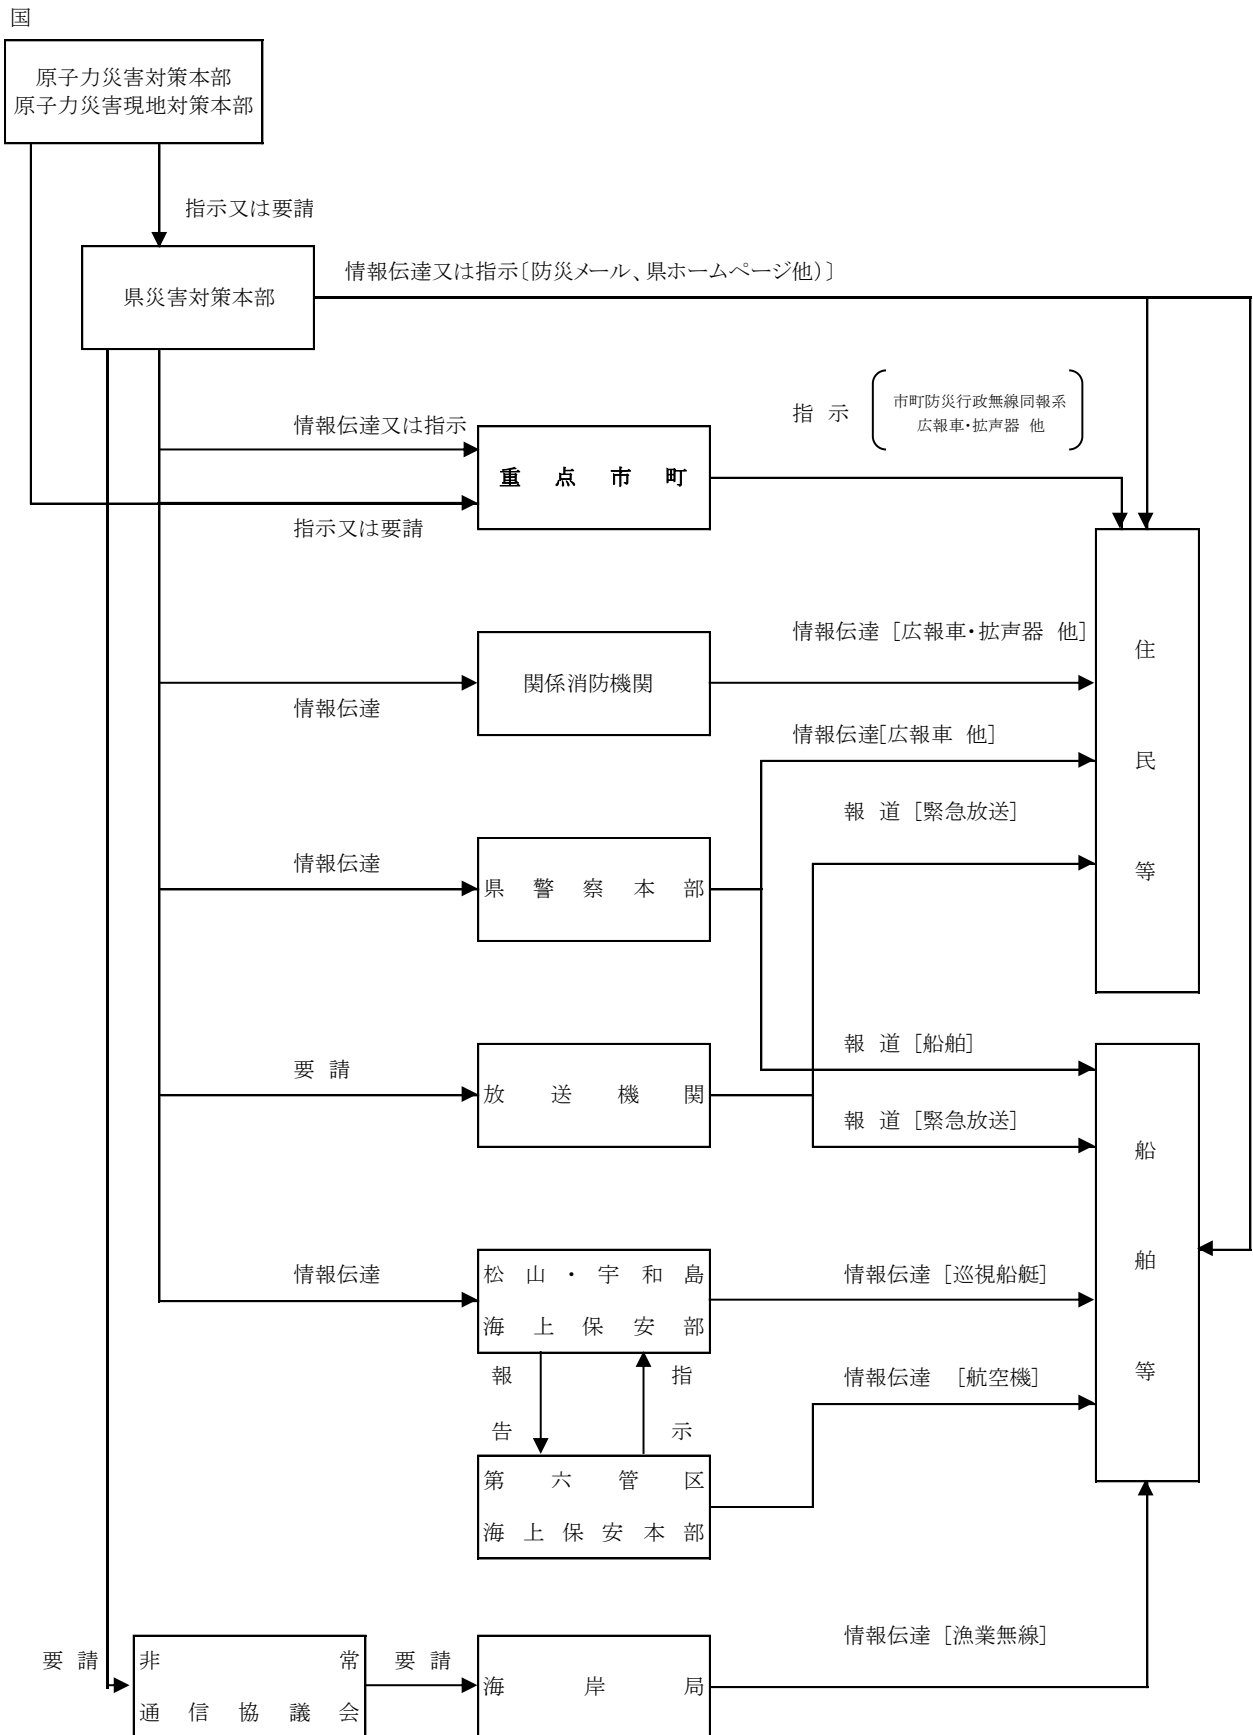 国
原子力災害対策本部
原子力災害現地対策本部
指示又は要請
県災害対策本部
情報伝達又は指示〔防災メール、県ホームページ他)〕
情報伝達又は指示
重点市町
指示又は要請
指示
市町防災行政無線同報系
広報車・拡声器 他
情報伝達
関係消防機関
情報伝達 [広報車・拡声器 他]
情報伝達[広報車 他]
報道 [緊急放送]
住民等
情報伝達
県警察本部
報道 [船舶]
要請
放送機関
報道 [緊急放送]
船舶等
情報伝達
松山・宇和島
海上保安部
情報伝達 [巡視船艇]
報告
指示
情報伝達 [航空機]
第六管区
海上保安本部
情報伝達 [漁業無線]
要請
非常
通信協議会
要請
海岸局